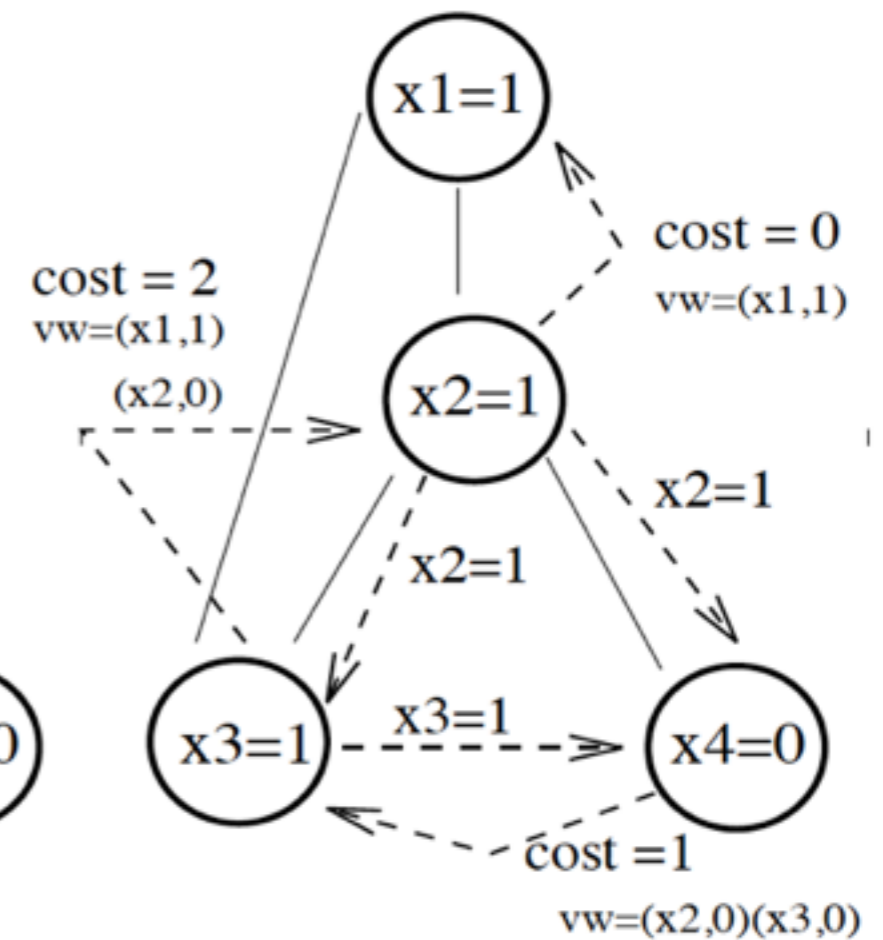 x1=1
cost = 0
vw=(x1,1)
cost = 2
vw=(x1,1)
(x2,0)
x2=1
x2=1
x2=1
0
x3=1
x3=1
x4=0
cost =1
vw=(x2,0)(x3,0)